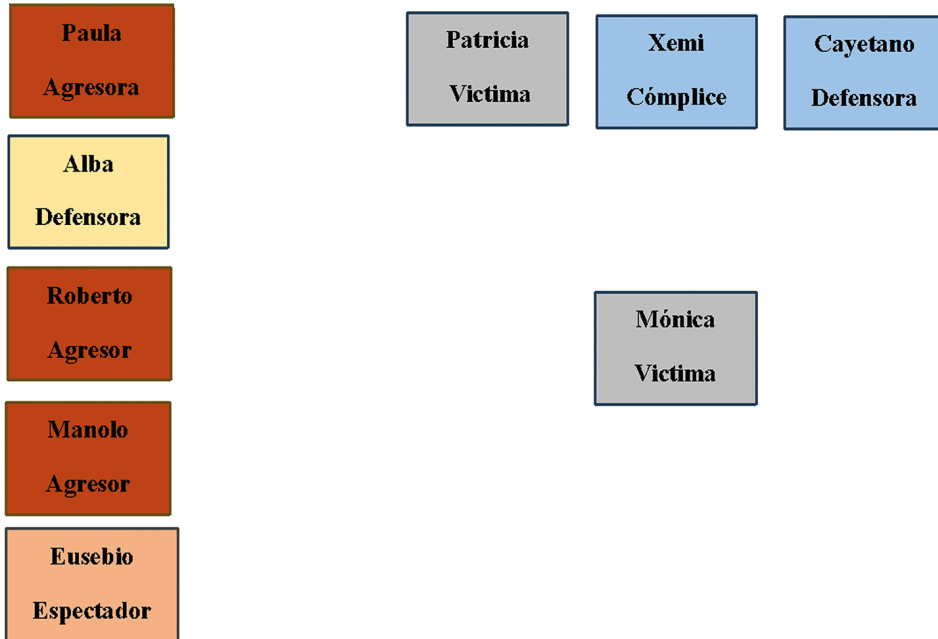 Paula
Agresora
Patricia
Victima
Xemi
Cómplice
Cayetano
Defensora
Alba
Defensora
Roberto
Agresor
Mónica
Victima
Manolo
Agresor
Eusebio
Espectador